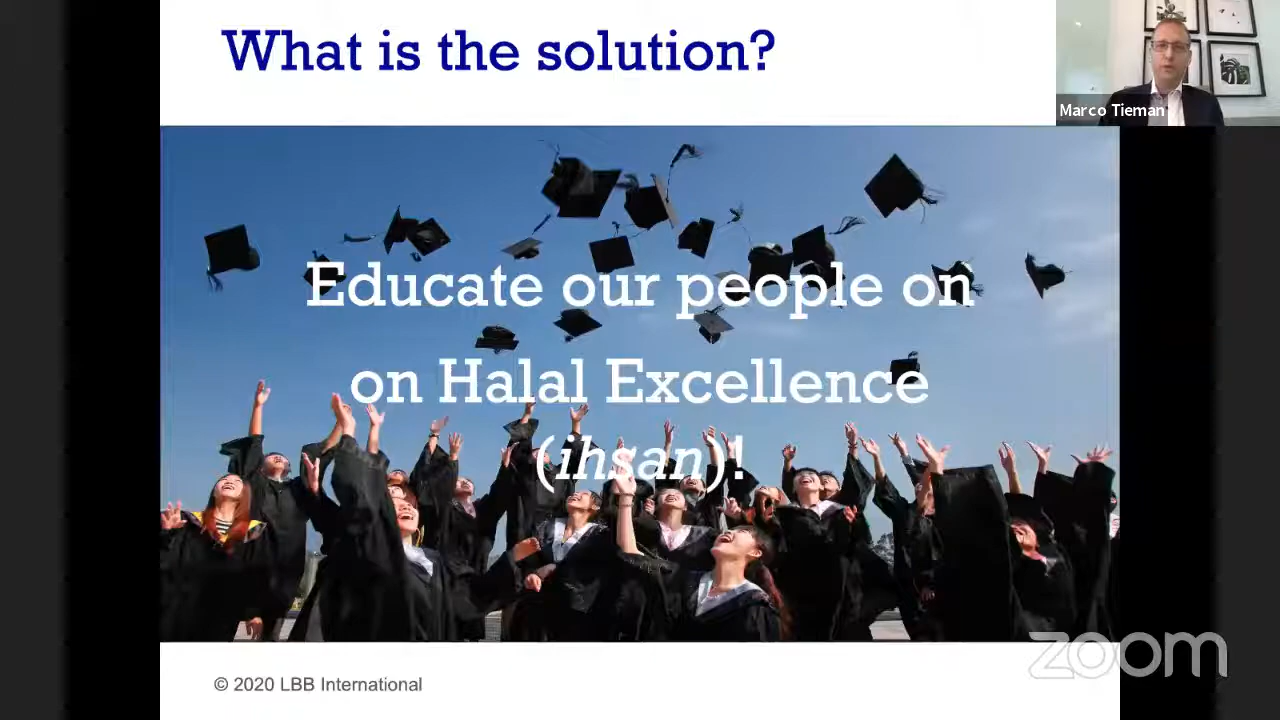 What is the solution?
Marco Tieman
Educate our people on
on Halal Excellence
(ihsan)!
zoom
© 2020 LBB International